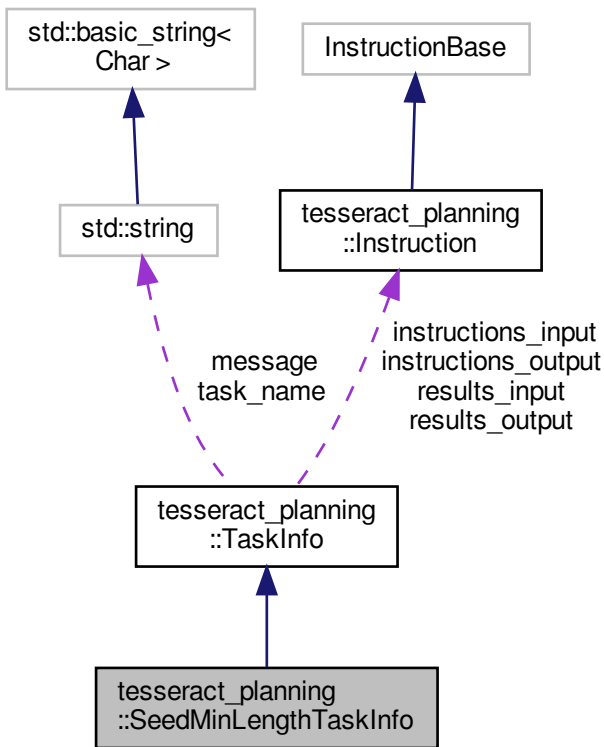 std::basic_string<
Char >
InstructionBase
std::string
tesseract_planning
::Instruction
message
task_name
instructions_input
instructions_output
results_input
results_output
tesseract_planning
::TaskInfo
tesseract_planning
::SeedMinLengthTaskInfo